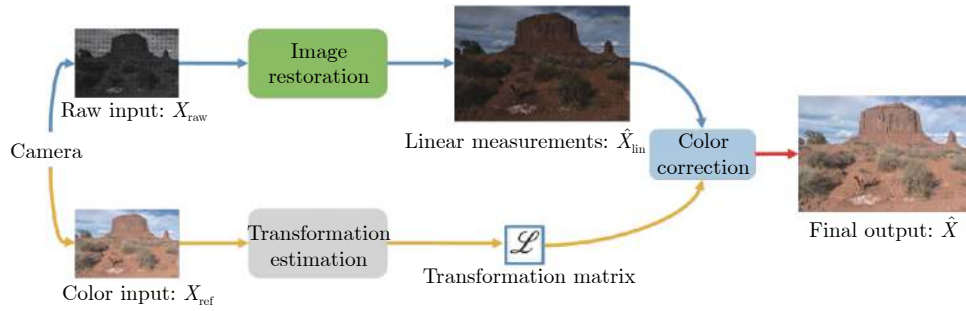 Image
restoration
Raw input: X_raw
Linear measurements: X̂_lin
Camera
Color
correction
Transformation
estimation
ℒ
Final output: X̂
Transformation matrix
Color input: X_ref